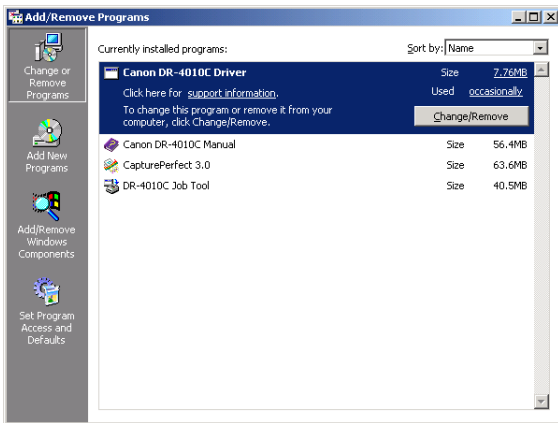 Add/Remove Programs
Change or
Remove
Programs
Add New
Programs
Add/Remove
Windows
Components
Set Program
Access and
Defaults
Currently installed programs:
Sort by: Name
Canon DR-4010C Driver Size 7.76MB
Click here for support information. Used occasionally
To change this program or remove it from your
computer, click Change/Remove.
Change/Remove
Canon DR-4010C Manual Size 56.4MB
CapturePerfect 3.0 Size 63.6MB
DR-4010C Job Tool Size 40.5MB